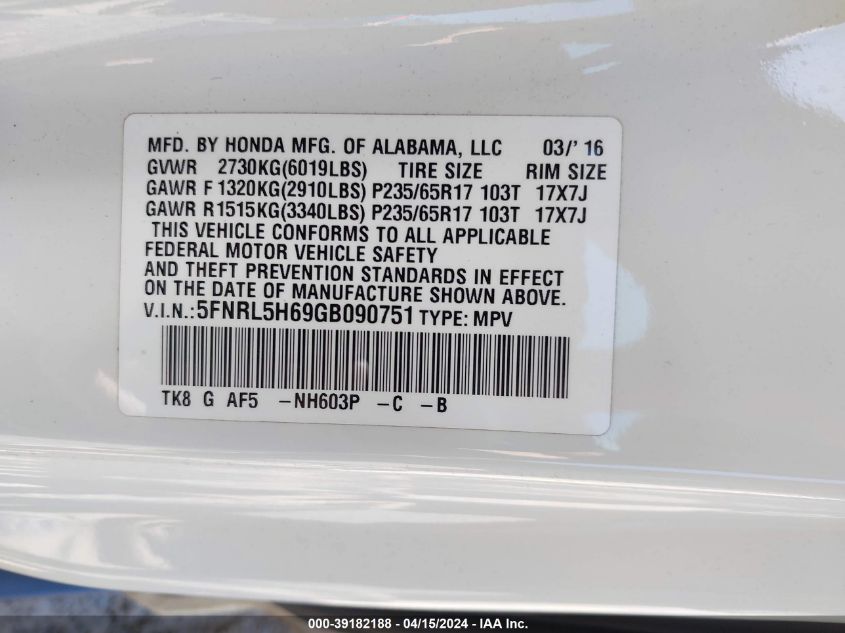 MFD. BY HONDA MFG. OF ALABAMA, LLC 03/' 16
GVWR 2730KG(6019LBS) TIRE SIZE RIM SIZE
GAWR F 1320KG(2910LBS) P235/65R17 103T 17X7J
GAWR R1515KG(3340LBS) P235/65R17 103T 17X7J
THIS VEHICLE CONFORMS TO ALL APPLICABLE
FEDERAL MOTOR VEHICLE SAFETY
AND THEFT PREVENTION STANDARDS IN EFFECT
ON THE DATE OF MANUFACTURE SHOWN ABOVE.
V.I.N.:5FNRL5H69GB090751 TYPE: MPV
TK8 G AF5 -NH603P -C -B
000-39182188 - 04/15/2024 - IAA Inc.